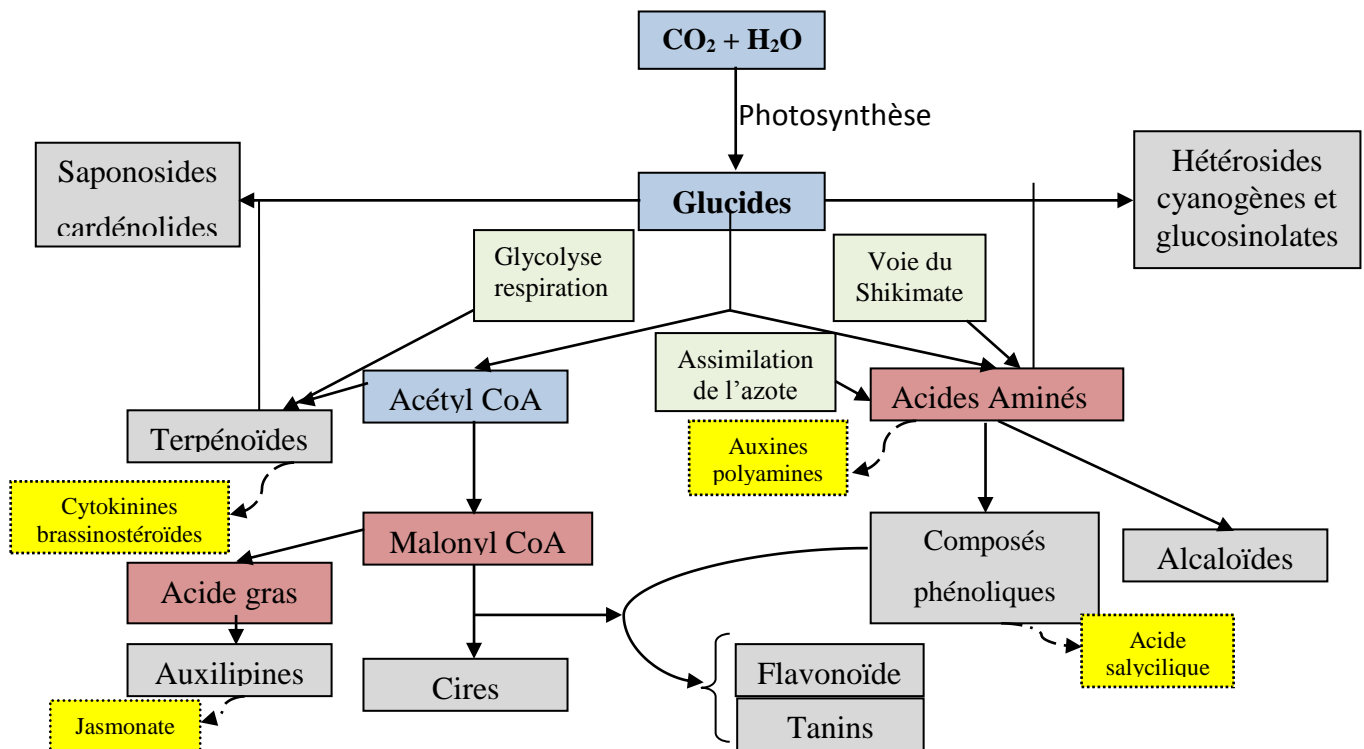 CO₂ + H₂O
Photosynthèse
Saponosides
cardénolides
Glucides
Hétérosides
cyanogènes et
glucosinolates
Glycolyse
respiration
Voie du
Shikimate
Assimilation
de l’azote
Acétyl CoA
Acides Aminés
Terpénoïdes
Auxines
polyamines
Cytokinines
brassinostéroïdes
Malonyl CoA
Composés
phénoliques
Alcaloïdes
Acide gras
Auxilipines
Cires
Flavonoïde
Acide
salycilique
Jasmonate
Tanins